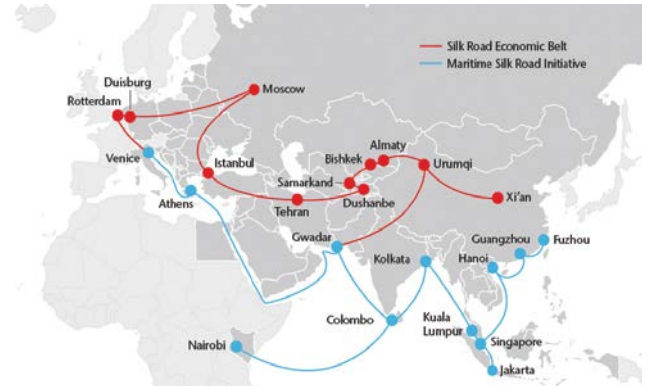 Silk Road Economic Belt
Maritime Silk Road Initiative
Moscow
Duisburg
Rotterdam
Venice
Istanbul
Athens
Almaty
Bishkek
Urumqi
Samarkand
Dushanbe
Tehran
Xi'an
Gwadar
Kolkata
Guangzhou
Fuzhou
Hanoi
Colombo
Kuala
Lumpur
Singapore
Nairobi
Jakarta